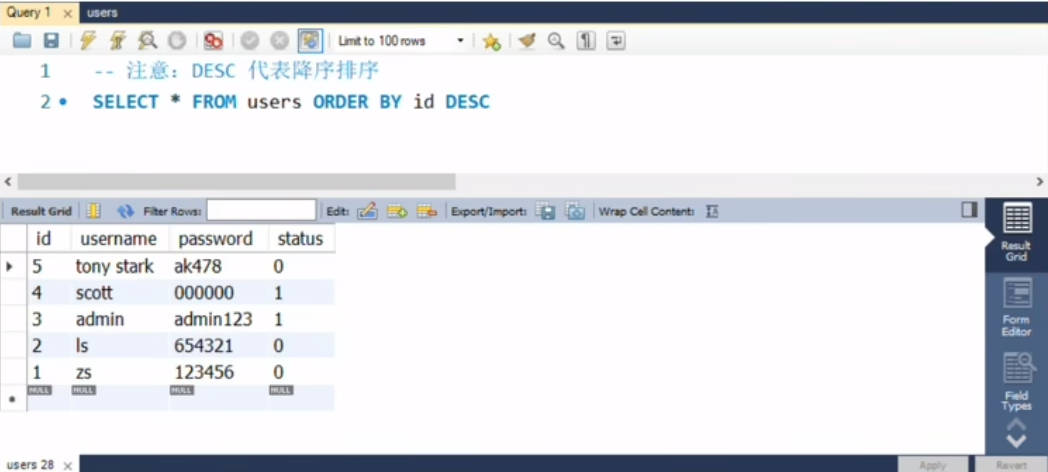 Query 1 × users
Limit to 100 rows
1 -- 注意：DESC 代表降序排序
2 SELECT * FROM users ORDER BY id DESC
Result Grid Filter Rows: Edit: Export/Import: Wrap Cell Content:
id username password status
5 tony stark ak478 0
4 scott 000000 1
3 admin admin123 1
2 ls 654321 0
1 zs 123456 0
NULL NULL NULL NULL
Result
Grid
Form
Editor
Field
Types
users 28 × Apply Revert